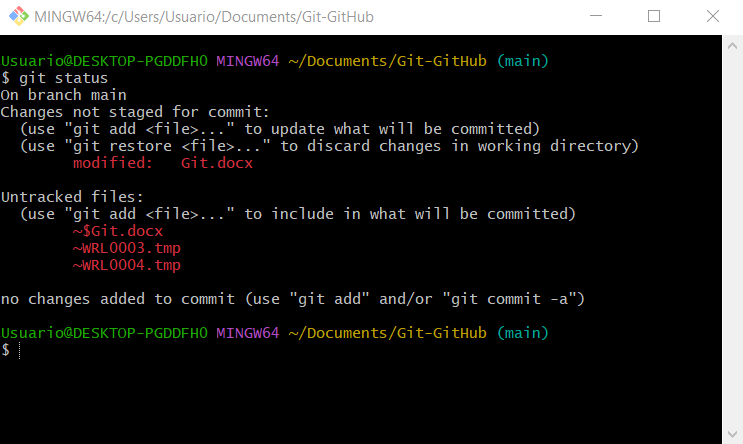 MINGW64:/c/Users/Usuario/Documents/Git-GitHub
Usuario@DESKTOP-PGDDFHO MINGW64 ~/Documents/Git-GitHub (main)
$ git status
On branch main
Changes not staged for commit:
  (use "git add <file>..." to update what will be committed)
  (use "git restore <file>..." to discard changes in working directory)
        modified:   Git.docx

Untracked files:
  (use "git add <file>..." to include in what will be committed)
        ~$Git.docx
        ~WRL0003.tmp
        ~WRL0004.tmp

no changes added to commit (use "git add" and/or "git commit -a")

Usuario@DESKTOP-PGDDFHO MINGW64 ~/Documents/Git-GitHub (main)
$